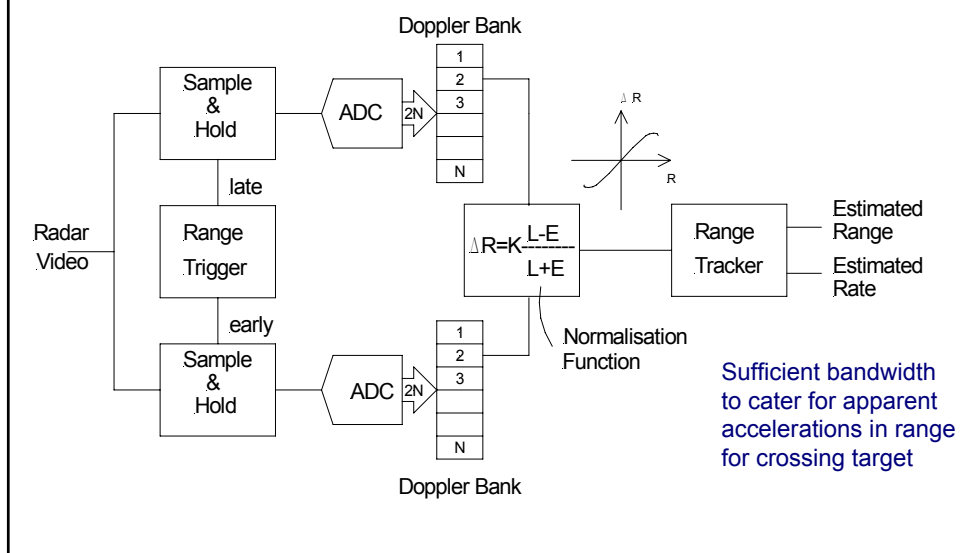 Doppler Bank
1
2
3
N
Sample
&
Hold
ADC
2N
late
Δ R
R
Radar
Video
Range
Trigger
ΔR=K L-E
-------
L+E
Range
Tracker
Estimated
Range
Estimated
Rate
early
Normalisation
Function
Sample
&
Hold
ADC
2N
1
2
3
N
Doppler Bank
Sufficient bandwidth
to cater for apparent
accelerations in range
for crossing target